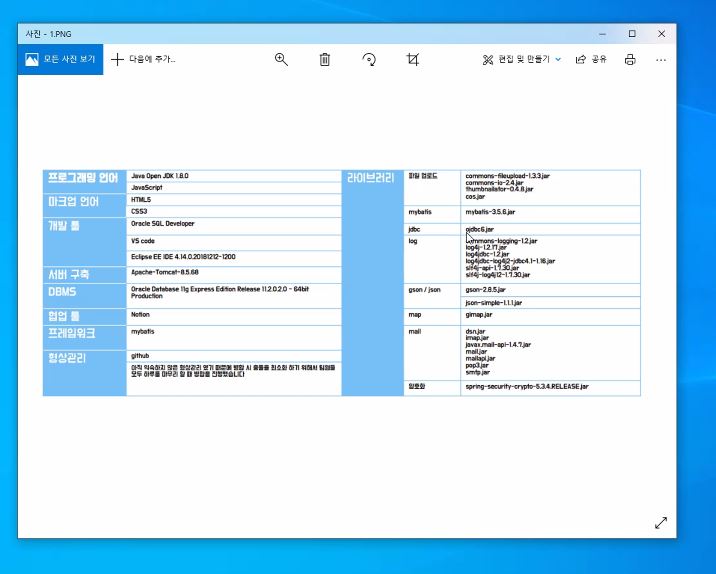 사진 - 1.PNG
모든 사진 보기
다음에 추가...
편집 및 만들기
공유
프로그래밍 언어
Java Open JDK 1.8.0
JavaScript
마크업 언어
HTML5
CSS3
개발 툴
Oracle SQL Developer
VS code
Eclipse EE IDE 4.14.0.20181212-1200
서버 구축
Apache-Tomcat-8.5.68
DBMS
Oracle Database 11g Express Edition Release 11.2.0.2.0 - 64bit
Production
협업 툴
Notion
프레임워크
mybatis
형상관리
github
아직 익숙하지 않은 형상관리 였기 때문에 병합 시 충돌을 최소화 하기 위해서 팀원들
모두 하루를 마무리 할 때 병합을 진행했습니다
라이브러리
파일 업로드
commons-fileupload-1.3.3.jar
commons-io-2.4.jar
thumbnailator-0.4.8.jar
cos.jar
mybatis
mybatis-3.5.6.jar
jdbc
ojdbc6.jar
log
commons-logging-1.2.jar
log4j-1.2.17.jar
log4jdbc-1.2.jar
log4jdbc-log4j2-jdbc4.1-1.16.jar
slf4j-api-1.7.30.jar
slf4j-log4j12-1.7.30.jar
gson / json
gson-2.8.5.jar
json-simple-1.1.1.jar
map
gimap.jar
mail
dsn.jar
imap.jar
javax.mail-api-1.4.7.jar
mail.jar
mailapi.jar
pop3.jar
smtp.jar
암호화
spring-security-crypto-5.3.4.RELEASE.jar